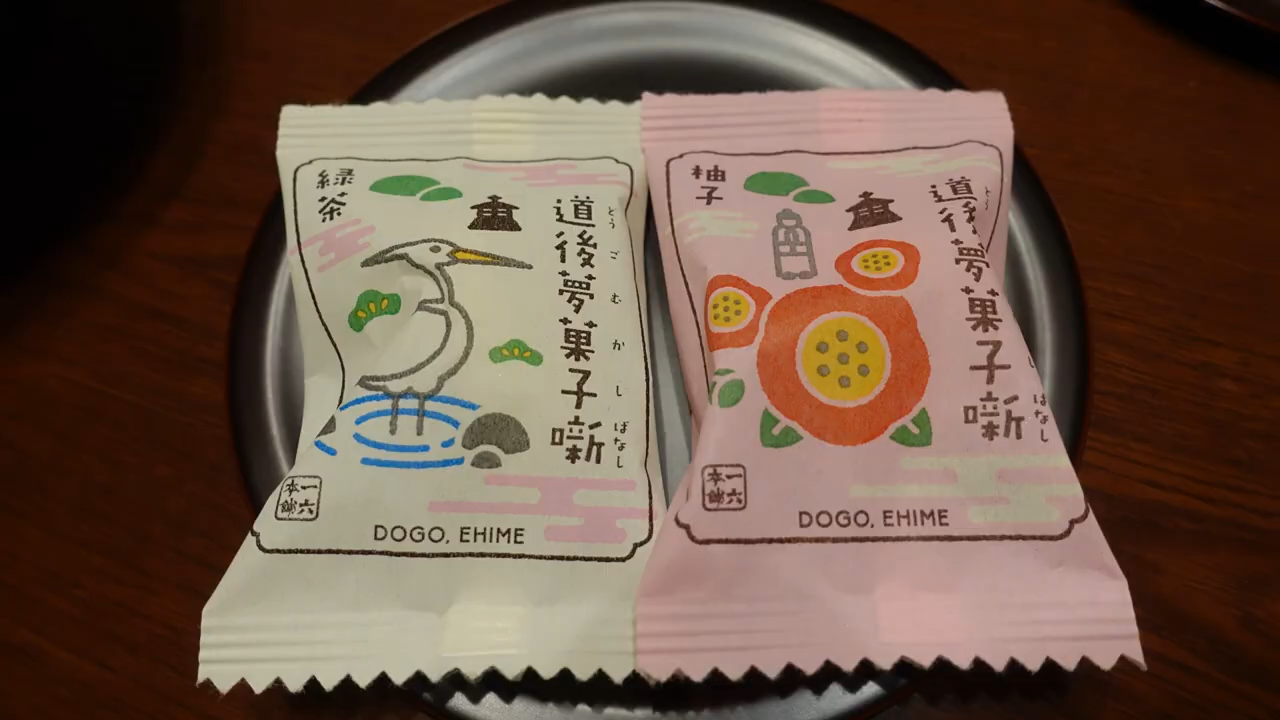 緑茶
道後夢菓子噺
どうごむかしばなし
一六本舗
DOGO, EHIME
柚子
道後夢菓子噺
ばなし
一六本舗
DOGO, EHIME